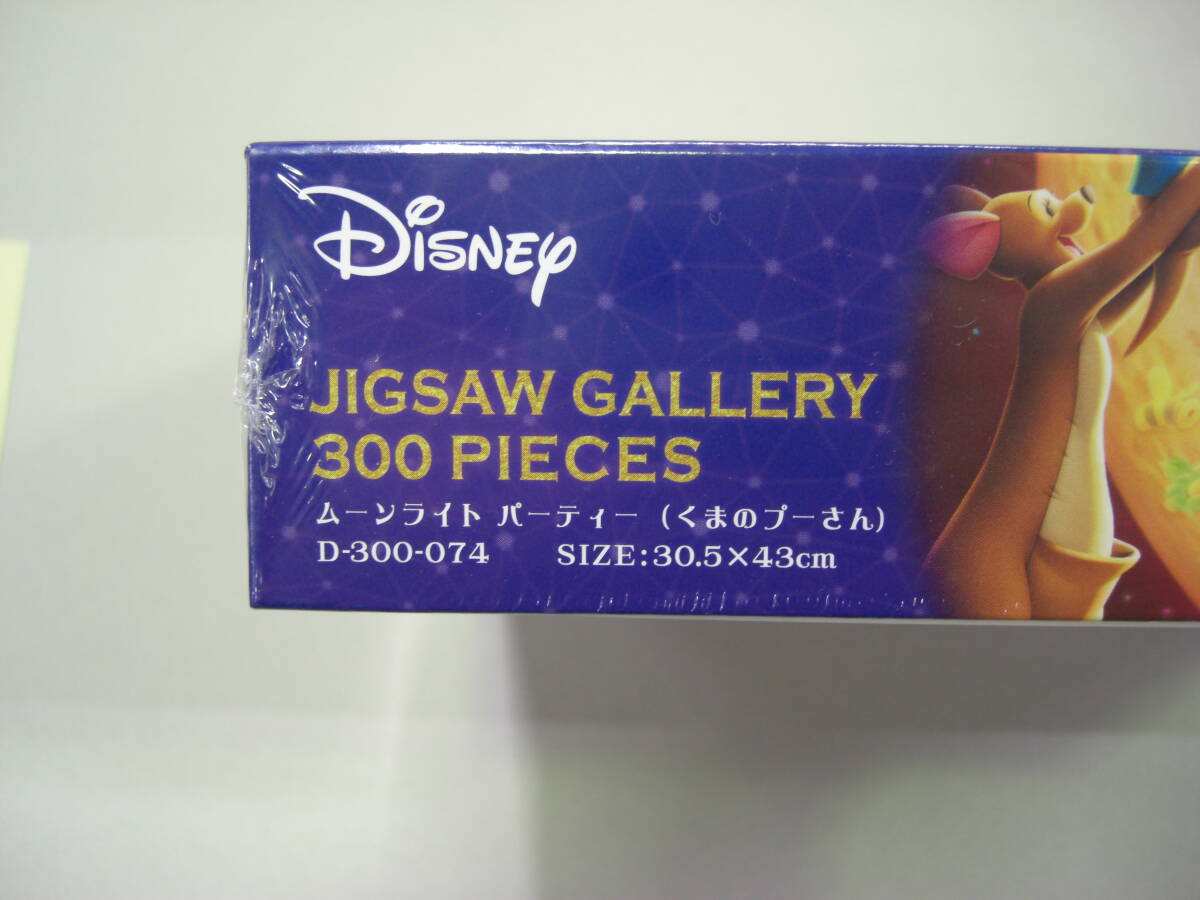 DISNEY
JIGSAW GALLERY
300 PIECES
ムーンライト パーティー（くまのプーさん）
D-300-074 SIZE:30.5×43cm